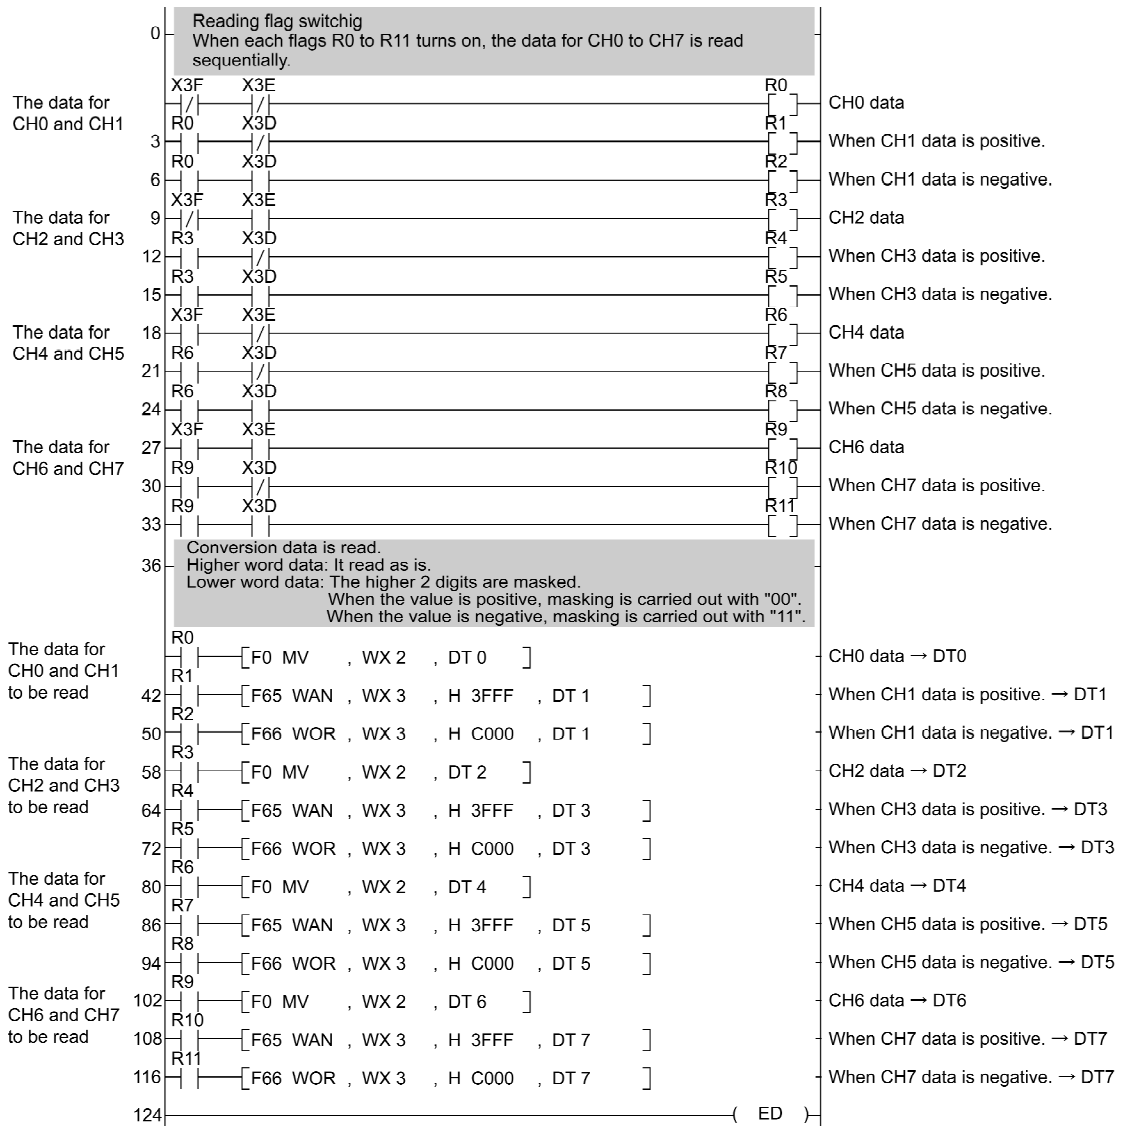 0
Reading flag switchig
When each flags R0 to R11 turns on, the data for CH0 to CH7 is read
sequentially.
The data for
CH0 and CH1
X3F X3E R0
CH0 data
R0 X3D R1
3 When CH1 data is positive.
R0 X3D R2
6 When CH1 data is negative.
The data for
CH2 and CH3
X3F X3E R3
9 CH2 data
R3 X3D R4
12 When CH3 data is positive.
R3 X3D R5
15 When CH3 data is negative.
The data for
CH4 and CH5
X3F X3E R6
18 CH4 data
R6 X3D R7
21 When CH5 data is positive.
R6 X3D R8
24 When CH5 data is negative.
The data for
CH6 and CH7
X3F X3E R9
27 CH6 data
R9 X3D R10
30 When CH7 data is positive.
R9 X3D R11
33 When CH7 data is negative.
36
Conversion data is read.
Higher word data: It read as is.
Lower word data: The higher 2 digits are masked.
When the value is positive, masking is carried out with "00".
When the value is negative, masking is carried out with "11".
The data for
CH0 and CH1
to be read
R0
F0 MV , WX 2 , DT 0 CH0 data → DT0
R1
42 F65 WAN , WX 3 , H 3FFF , DT 1 When CH1 data is positive. → DT1
R2
50 F66 WOR , WX 3 , H C000 , DT 1 When CH1 data is negative. → DT1
The data for
CH2 and CH3
to be read
R3
58 F0 MV , WX 2 , DT 2 CH2 data → DT2
R4
64 F65 WAN , WX 3 , H 3FFF , DT 3 When CH3 data is positive. → DT3
R5
72 F66 WOR , WX 3 , H C000 , DT 3 When CH3 data is negative. → DT3
The data for
CH4 and CH5
to be read
R6
80 F0 MV , WX 2 , DT 4 CH4 data → DT4
R7
86 F65 WAN , WX 3 , H 3FFF , DT 5 When CH5 data is positive. → DT5
R8
94 F66 WOR , WX 3 , H C000 , DT 5 When CH5 data is negative. → DT5
The data for
CH6 and CH7
to be read
R9
102 F0 MV , WX 2 , DT 6 CH6 data → DT6
R10
108 F65 WAN , WX 3 , H 3FFF , DT 7 When CH7 data is positive. → DT7
R11
116 F66 WOR , WX 3 , H C000 , DT 7 When CH7 data is negative. → DT7
124 ( ED )